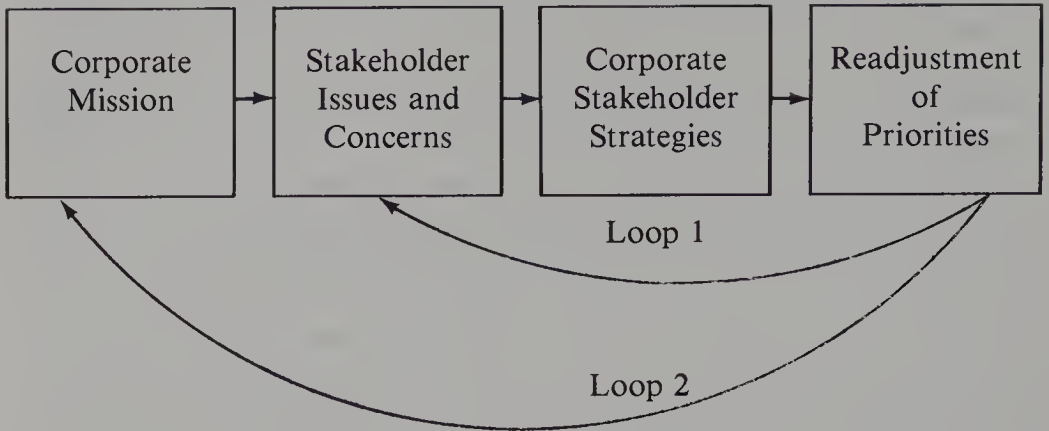 Corporate
Mission
Stakeholder
Issues and
Concerns
Corporate
Stakeholder
Strategies
Readjustment
of
Priorities
Loop 1
Loop 2